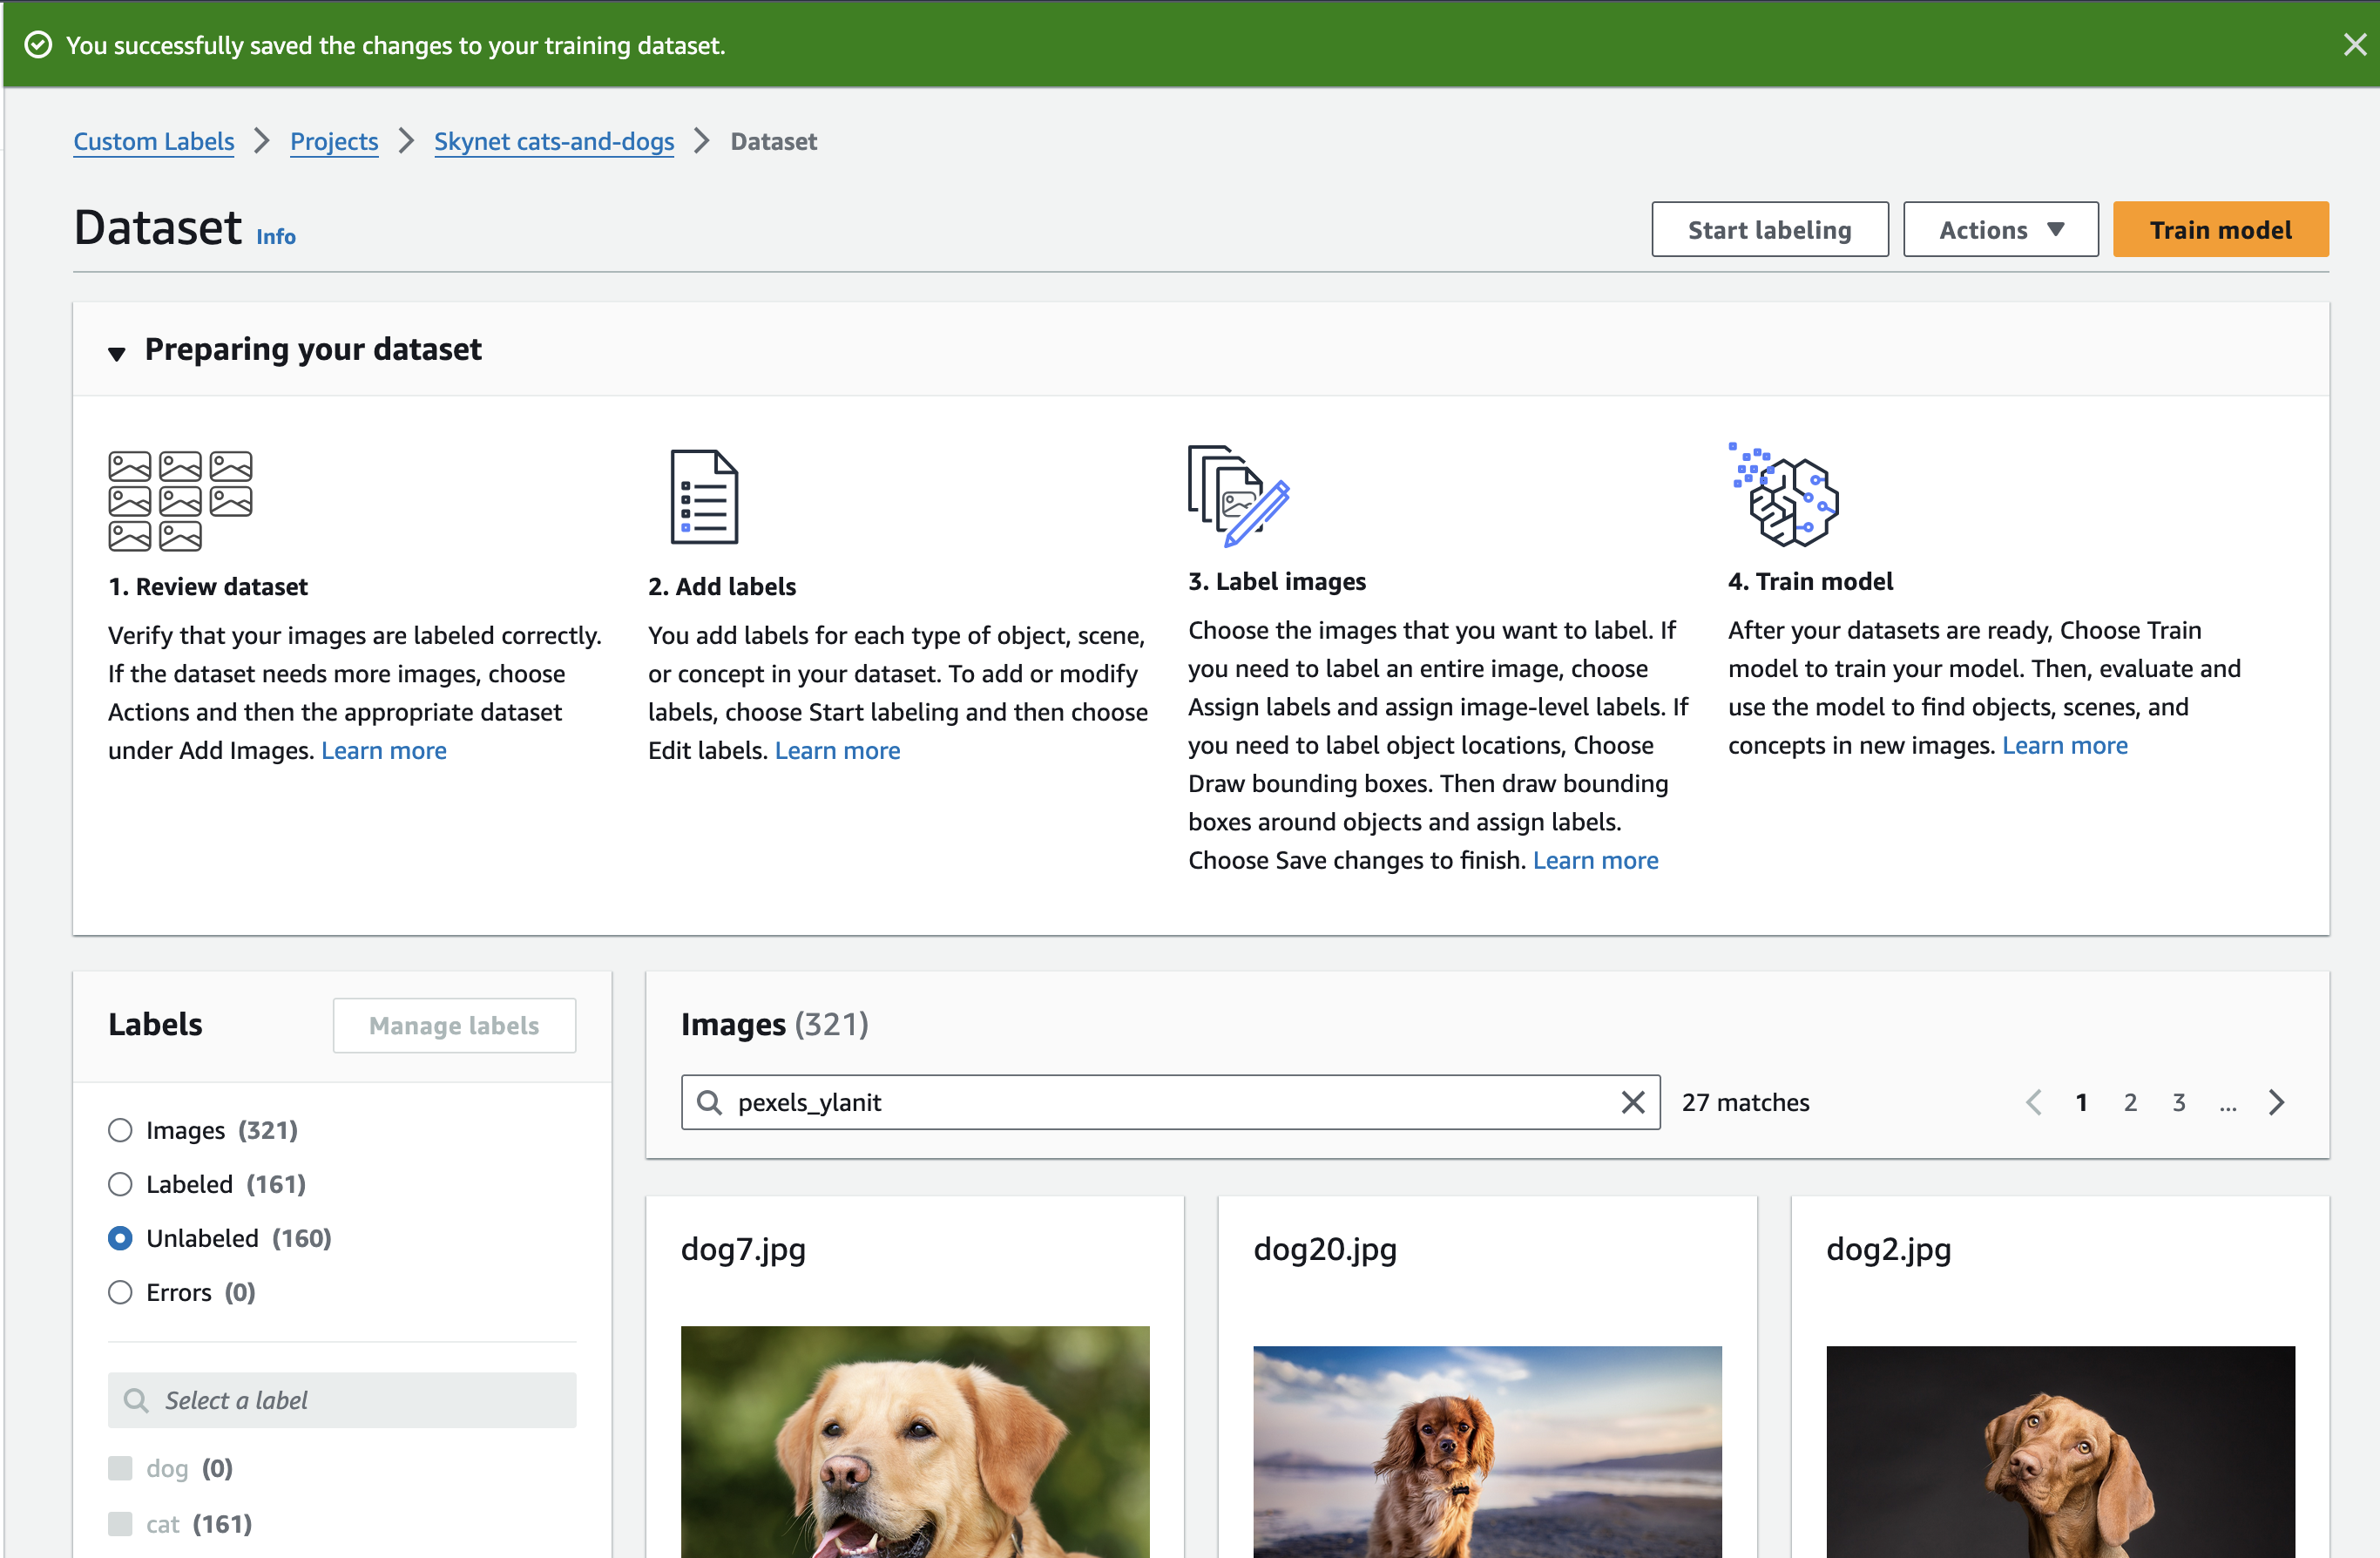 You successfully saved the changes to your training dataset.
Custom Labels > Projects > Skynet cats-and-dogs > Dataset
Dataset Info
Start labeling
Actions
Train model
Preparing your dataset
1. Review dataset
Verify that your images are labeled correctly.
If the dataset needs more images, choose
Actions and then the appropriate dataset
under Add Images. Learn more
2. Add labels
You add labels for each type of object, scene,
or concept in your dataset. To add or modify
labels, choose Start labeling and then choose
Edit labels. Learn more
3. Label images
Choose the images that you want to label. If
you need to label an entire image, choose
Assign labels and assign image-level labels. If
you need to label object locations, Choose
Draw bounding boxes. Then draw bounding
boxes around objects and assign labels.
Choose Save changes to finish. Learn more
4. Train model
After your datasets are ready, Choose Train
model to train your model. Then, evaluate and
use the model to find objects, scenes, and
concepts in new images. Learn more
Labels
Manage labels
Images (321)
Labeled (161)
Unlabeled (160)
Errors (0)
Select a label
dog (0)
cat (161)
Images (321)
pexels_ylanit
27 matches
1 2 3 ...
dog7.jpg
dog20.jpg
dog2.jpg